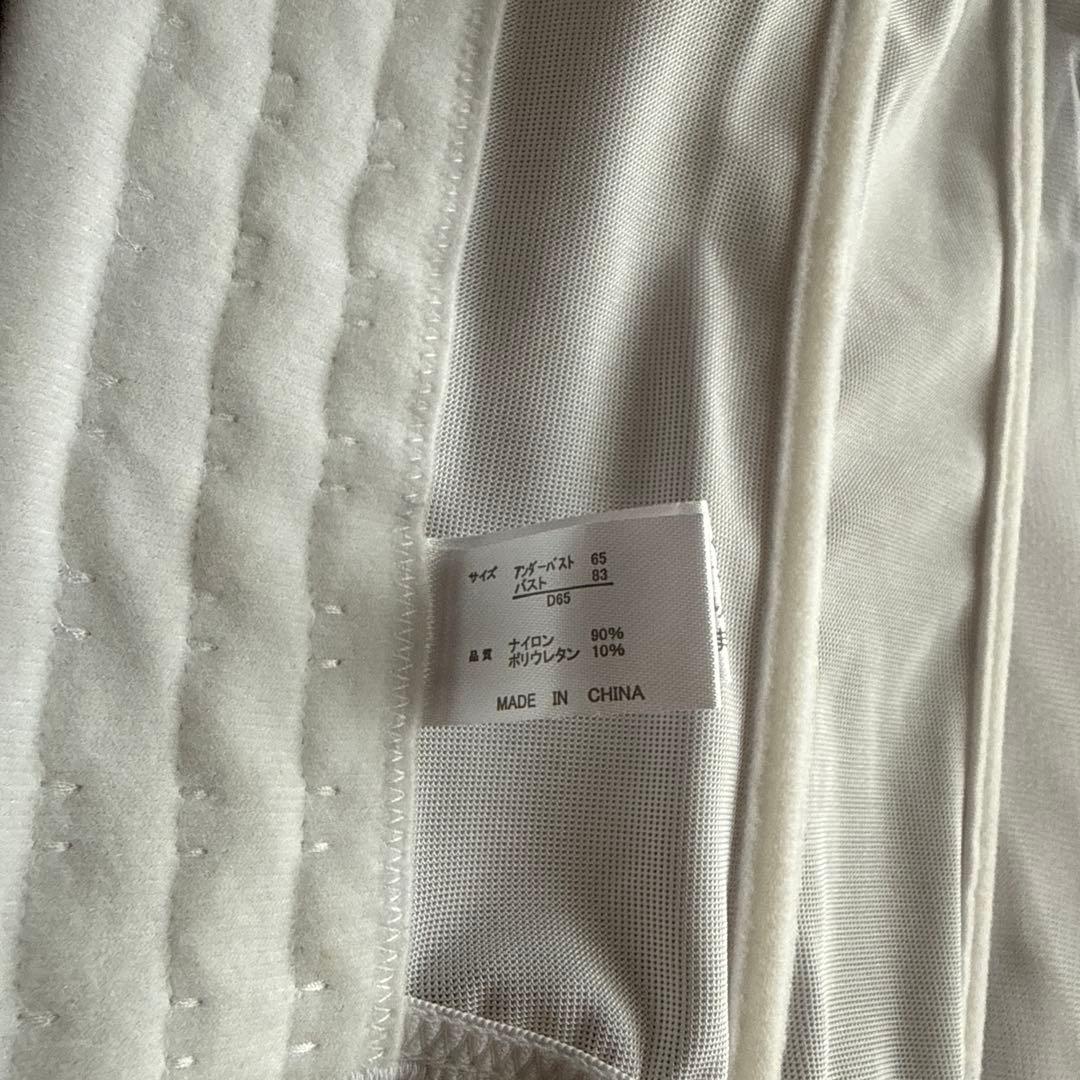 サイズ アンダーバスト 65
バスト 83
D65
品質 ナイロン 90%
ポリウレタン 10%
MADE IN CHINA